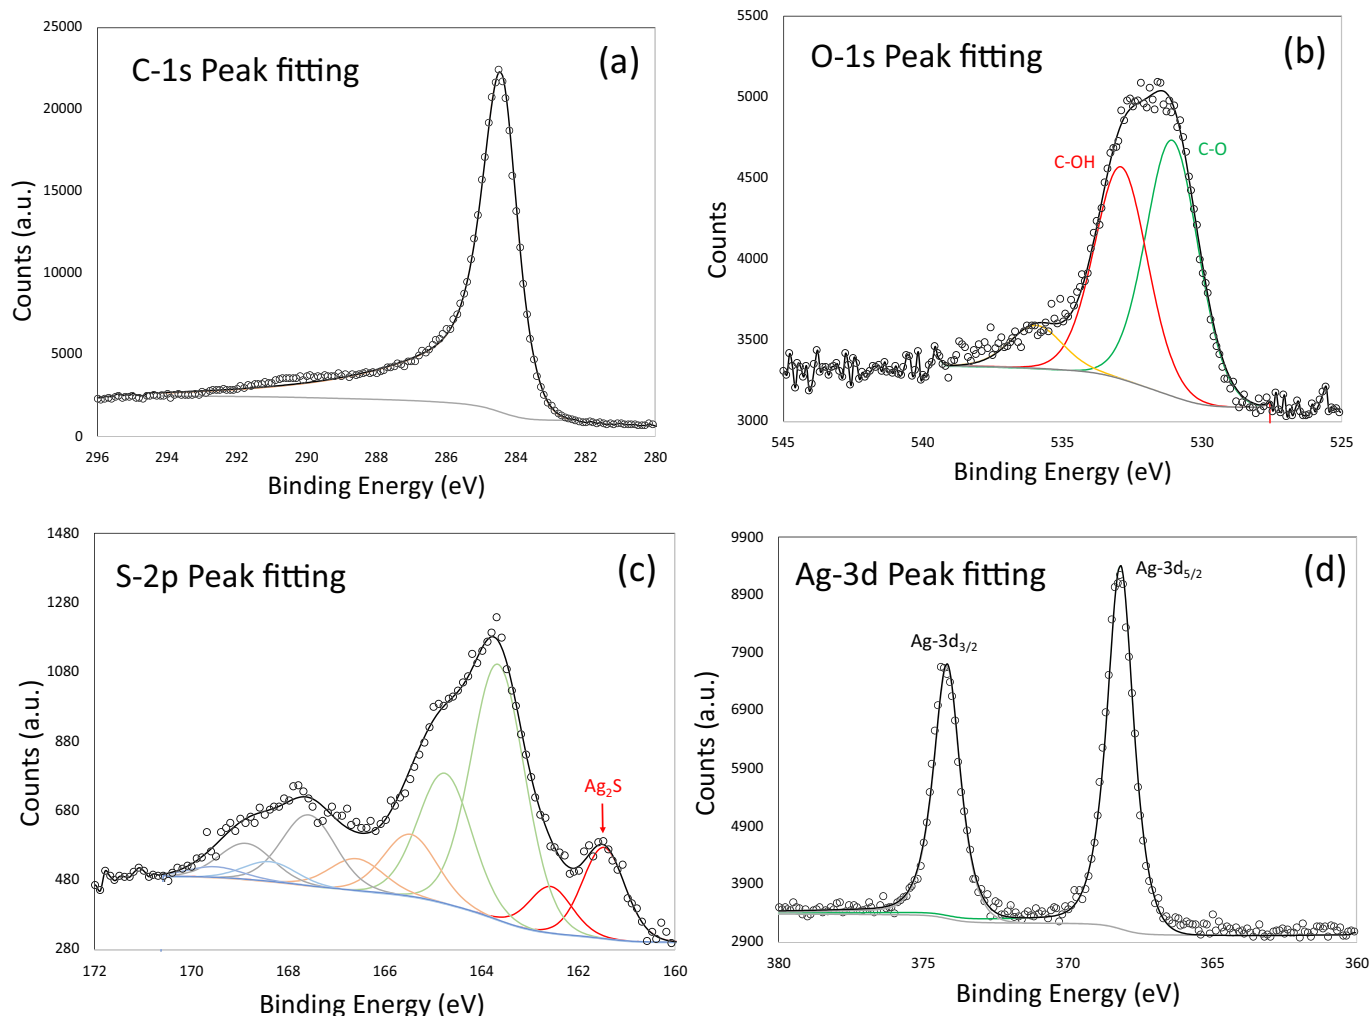 C-1s Peak fitting
(a)
25000
20000
15000
10000
5000
0
Counts (a.u.)
296 294 292 290 288 286 284 282 280
Binding Energy (eV)
O-1s Peak fitting
(b)
5500
5000
4500
4000
3500
3000
Counts
C-OH
C-O
545 540 535 530 525
Binding Energy (eV)
S-2p Peak fitting
(c)
1480
1280
1080
880
680
480
280
Counts (a.u.)
Ag2S
172 170 168 166 164 162 160
Binding Energy (eV)
Ag-3d Peak fitting
(d)
9900
8900
7900
6900
5900
4900
3900
2900
Counts (a.u.)
Ag-3d5/2
Ag-3d3/2
380 375 370 365 360
Binding Energy (eV)